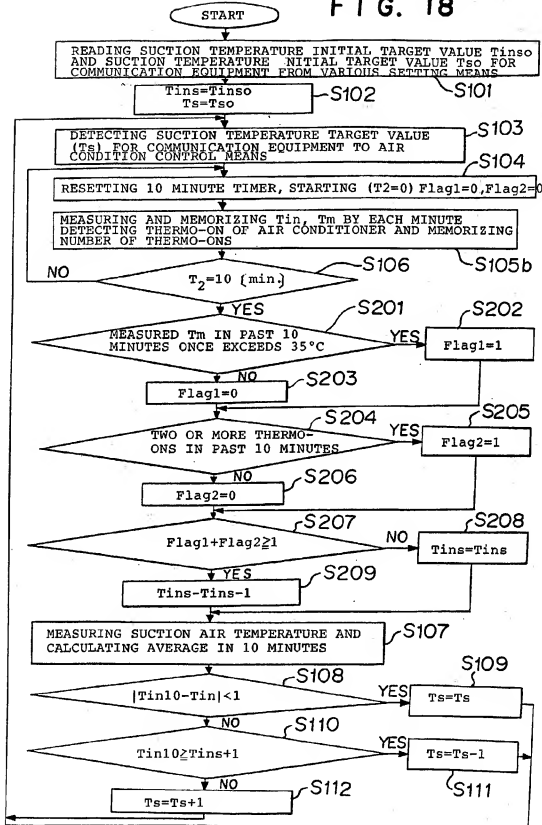 FIG. 18
START
READING SUCTION TEMPERATURE INITIAL TARGET VALUE Tinso
AND SUCTION TEMPERATURE NITIAL TARGET VALUE Tso FOR
COMMUNICATION EQUIPMENT FROM VARIOUS SETTING MEANS
S101
Tins=Tinso
Ts=Tso
S102
DETECTING SUCTION TEMPERATURE TARGET VALUE
(Ts) FOR COMMUNICATION EQUIPMENT TO AIR
CONDITION CONTROL MEANS
S103
S104
RESETTING 10 MINUTE TIMER, STARTING (T2=0) Flag1=0,Flag2=0
MEASURING AND MEMORIZING Tin, Tm BY EACH MINUTE
DETECTING THERMO-ON OF AIR CONDITIONER AND MEMORIZING
NUMBER OF THERMO-ONS
S105b
NO
T2=10 (min.)
S106
YES
S201
MEASURED Tm IN PAST 10
MINUTES ONCE EXCEEDS 35°C
YES
S202
Flag1=1
NO
S203
Flag1=0
S204
TWO OR MORE THERMO-
ONS IN PAST 10 MINUTES
YES
S205
Flag2=1
NO
S206
Flag2=0
S207
Flag1+Flag2≧1
NO
S208
Tins=Tins
YES
S209
Tins-Tins-1
MEASURING SUCTION AIR TEMPERATURE AND
CALCULATING AVERAGE IN 10 MINUTES
S107
S108
|Tin10-Tin|<1
YES
S109
Ts=Ts
NO
S110
Tin10≧Tins+1
YES
Ts=Ts-1
S111
NO
S112
Ts=Ts+1